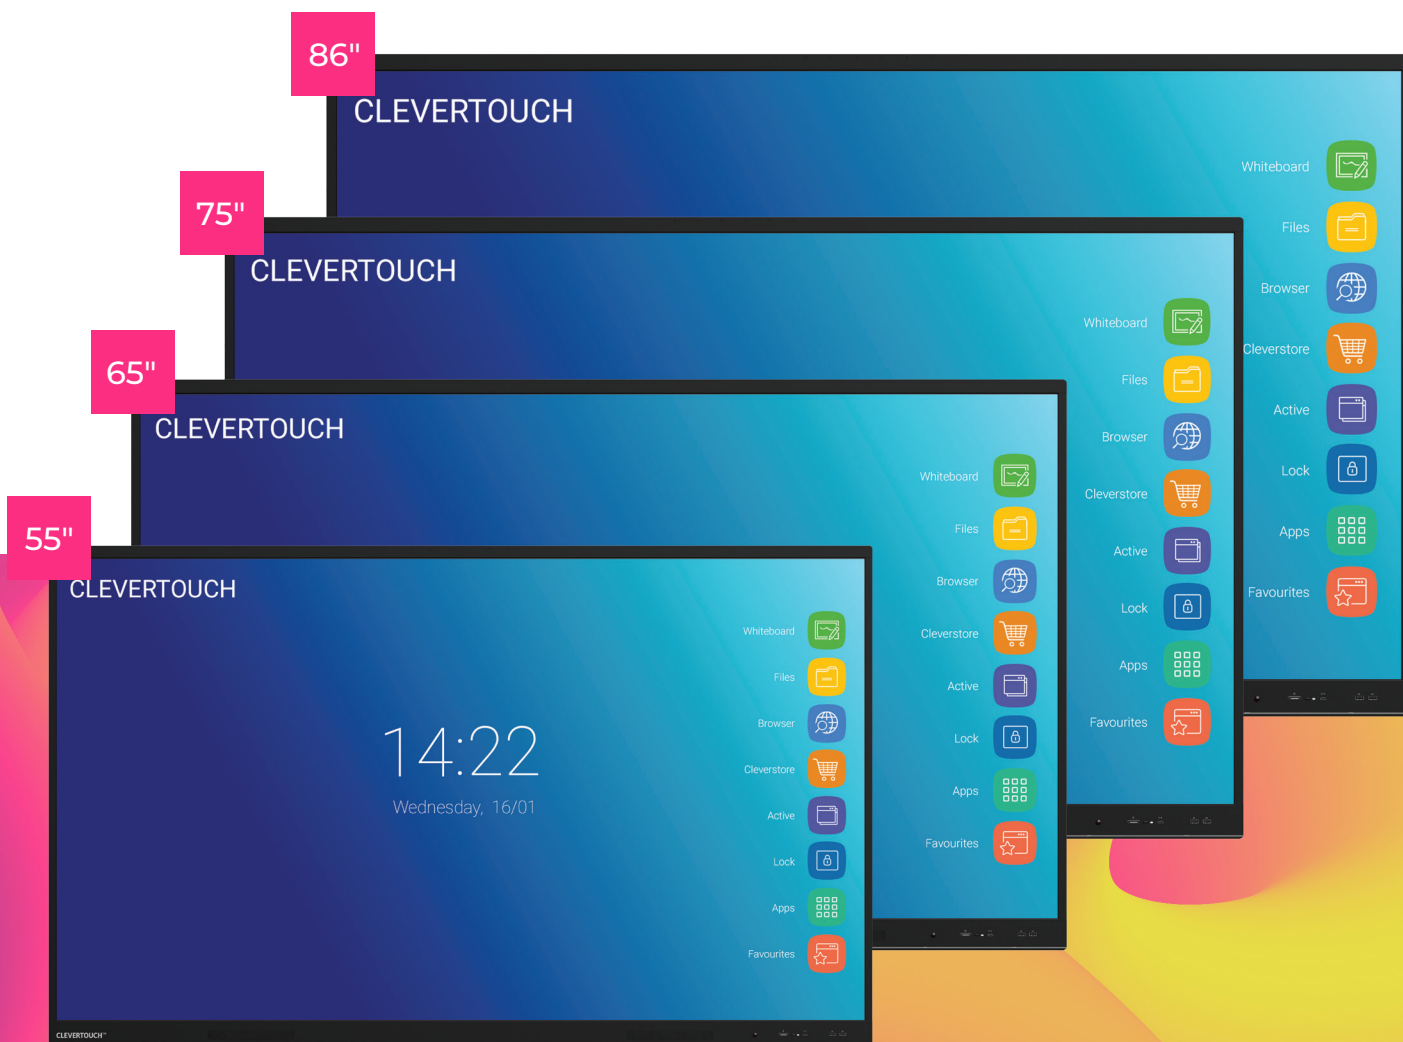 86"
CLEVERTOUCH
Whiteboard
Files
Browser
Cleverstore
Active
Lock
Apps
Favourites
75"
CLEVERTOUCH
Whiteboard
Files
Browser
Cleverstore
Active
Lock
Apps
Favourites
65"
CLEVERTOUCH
Whiteboard
Files
Browser
Cleverstore
Active
Lock
Apps
Favourites
55"
CLEVERTOUCH
Whiteboard
Files
Browser
Cleverstore
Active
Lock
Apps
Favourites
14:22
Wednesday, 16/01
CLEVERTOUCH™